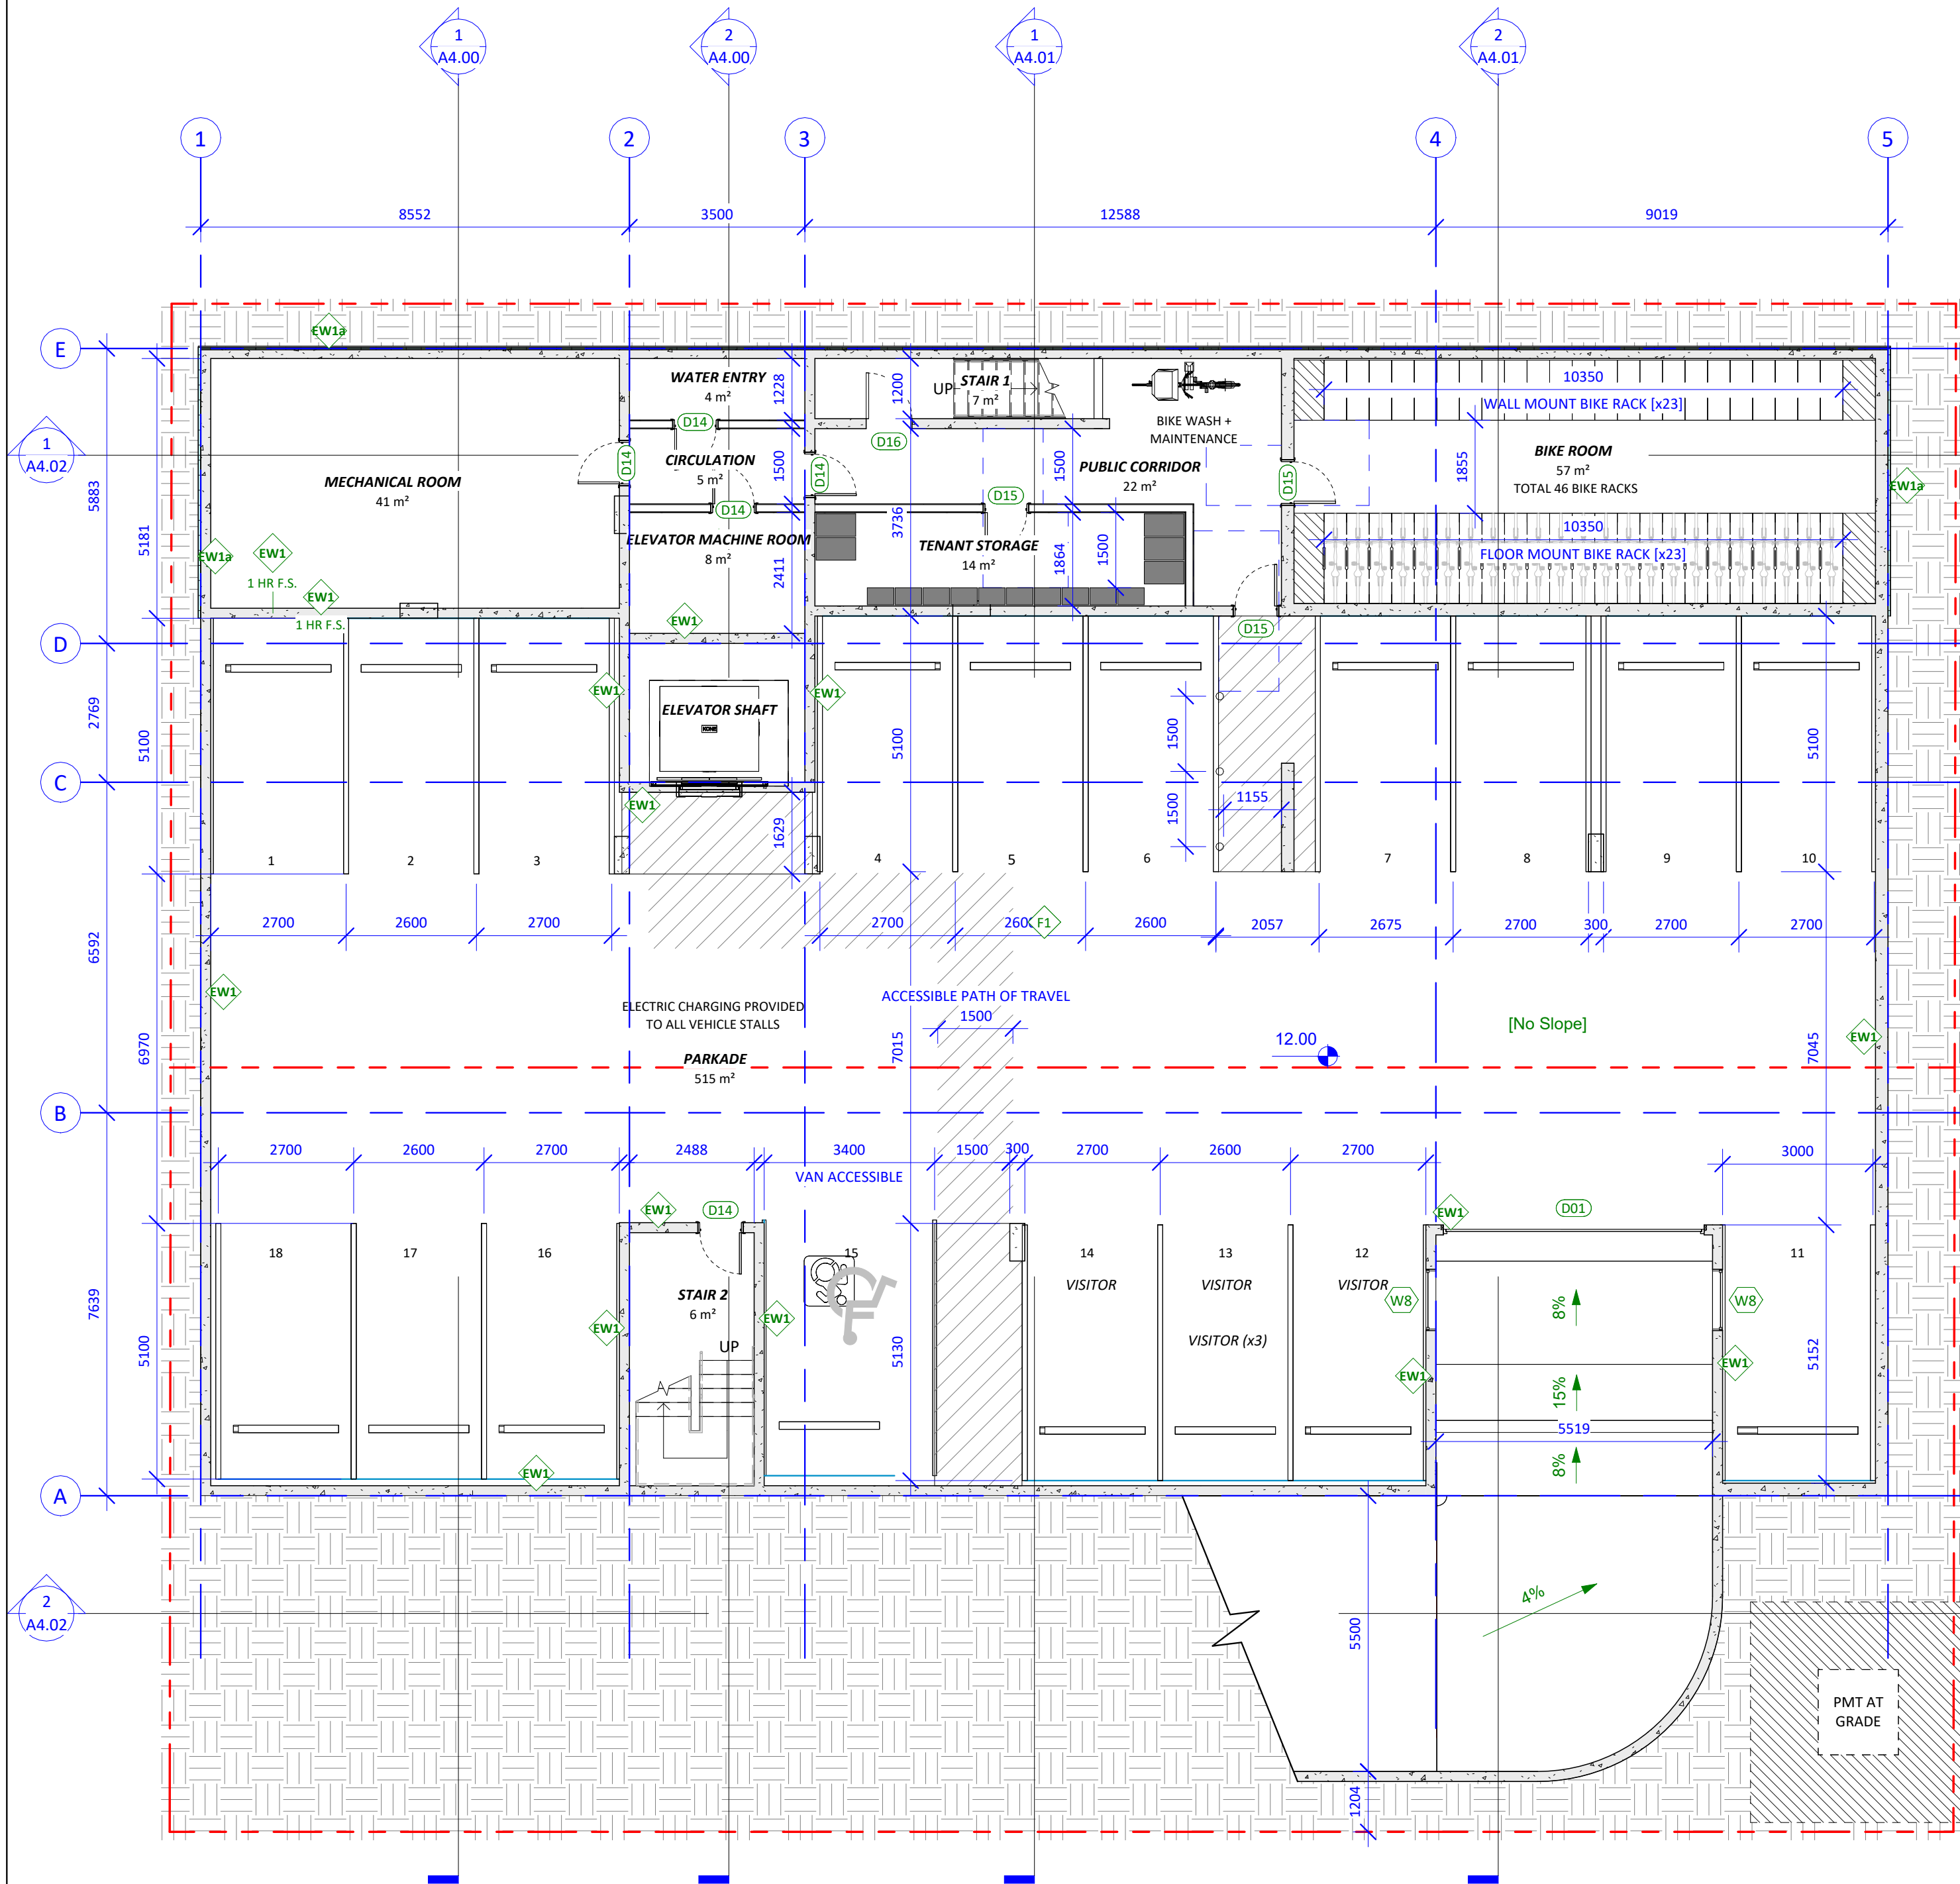 1
A4.00
2
A4.00
1
A4.01
2
A4.01
1
2
3
4
5
8552
3500
12588
9019
E
D
C
B
A
1
A4.02
2
A4.02
5883
2769
6592
7639
5181
5100
6970
5100
EW1a
EW1a
EW1
1 HR F.S.
EW1
1 HR F.S.
MECHANICAL ROOM
41 m²
D14
WATER ENTRY
4 m²
1228
D14
CIRCULATION
5 m²
1500
D14
D14
ELEVATOR MACHINE ROOM
8 m²
2411
EW1
EW1
ELEVATOR SHAFT
KONE
EW1
EW1
1629
1200
UP
STAIR 1
7 m²
D16
BIKE WASH +
MAINTENANCE
PUBLIC CORRIDOR
22 m²
1500
D15
D15
3736
TENANT STORAGE
14 m²
1864
1500
D15
10350
WALL MOUNT BIKE RACK [x23]
BIKE ROOM
57 m²
TOTAL 46 BIKE RACKS
1855
10350
FLOOR MOUNT BIKE RACK [x23]
EW1a
5100
1500
1500
1155
5100
1
2
3
4
5
6
7
8
9
10
2700
2600
2700
2700
260
F1
2600
2057
2675
2700
300
2700
2700
EW1
ELECTRIC CHARGING PROVIDED
TO ALL VEHICLE STALLS
ACCESSIBLE PATH OF TRAVEL
1500
7015
PARKADE
515 m²
12.00
[No Slope]
7045
EW1
2700
2600
2700
2488
3400
1500
300
2700
2600
2700
3000
VAN ACCESSIBLE
EW1
D14
EW1
D01
18
17
16
15
14
13
12
11
VISITOR
VISITOR
VISITOR
VISITOR (x3)
W8
W8
STAIR 2
6 m²
UP
EW1
EW1
EW1
5130
EW1
EW1
8%
15%
5519
8%
5152
4%
5500
1204
PMT AT
GRADE